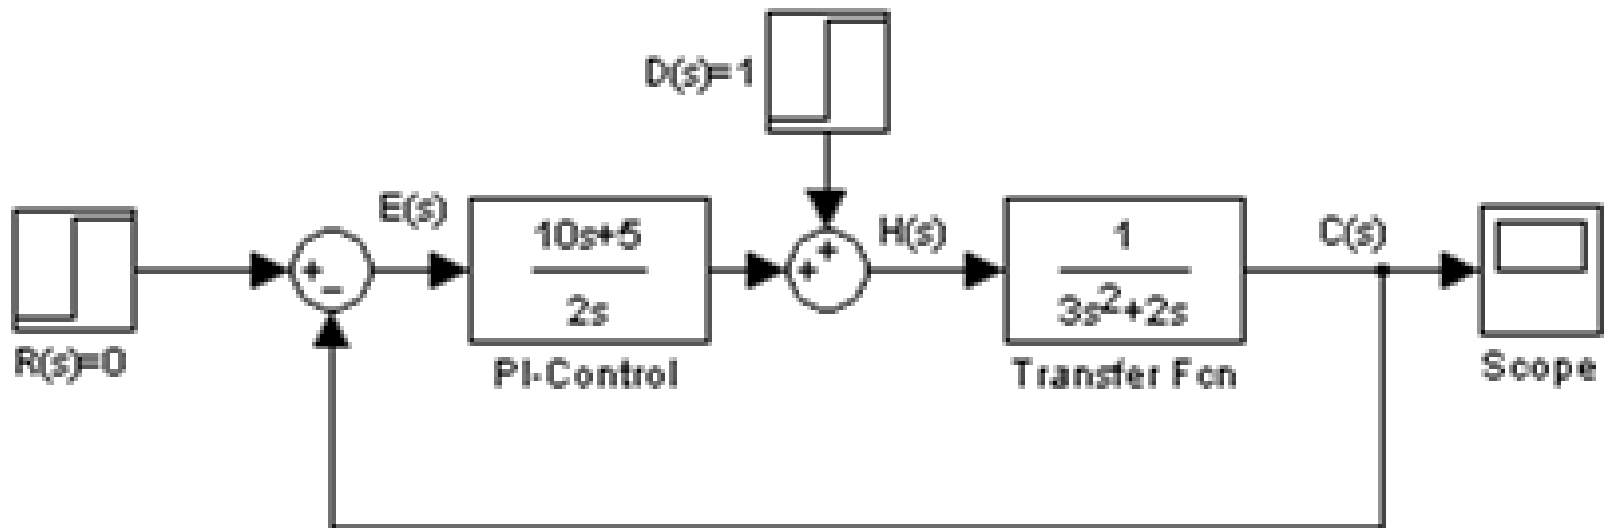 D(s)=1
E(s)
10s+5
2s
PI-Control
+
−
+
+
H(s)
1
3s²+2s
Transfer Fcn
C(s)
Scope
R(s)=0